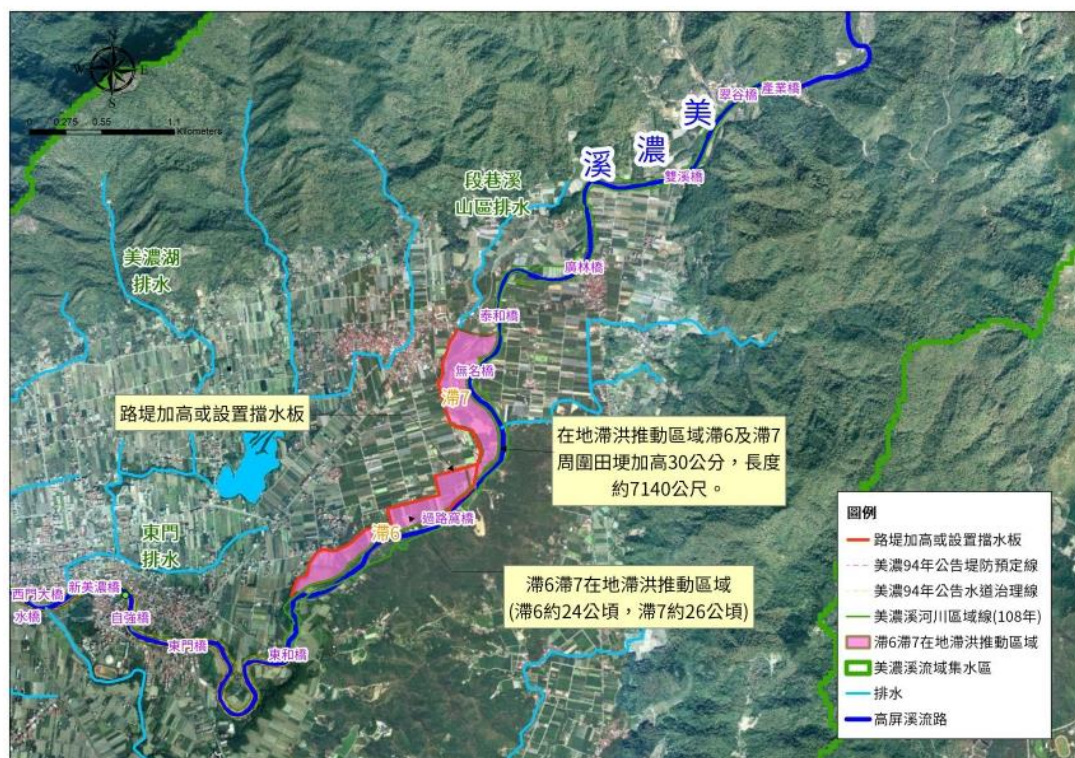 N
W
E
S
0
0.275
0.55
1.1
Kilometers
翠谷橋
產業橋
美
濃
溪
雙溪橋
段巷溪
山區排水
美濃湖
排水
廣林橋
泰和橋
無名橋
滯7
路堤加高或設置擋水板
在地滯洪推動區域滯6及滯7
周圍田埂加高30公分，長度
約7140公尺。
過路窩橋
滯6
東門
排水
滯6滯7在地滯洪推動區域
(滯6約24公頃，滯7約26公頃)
新美濃橋
西門大橋
水橋
自強橋
東門橋
東和橋
圖例
路堤加高或設置擋水板
美濃94年公告堤防預定線
美濃94年公告水道治理線
美濃溪河川區域線(108年)
滯6滯7在地滯洪推動區域
美濃溪流域集水區
排水
高屏溪流路